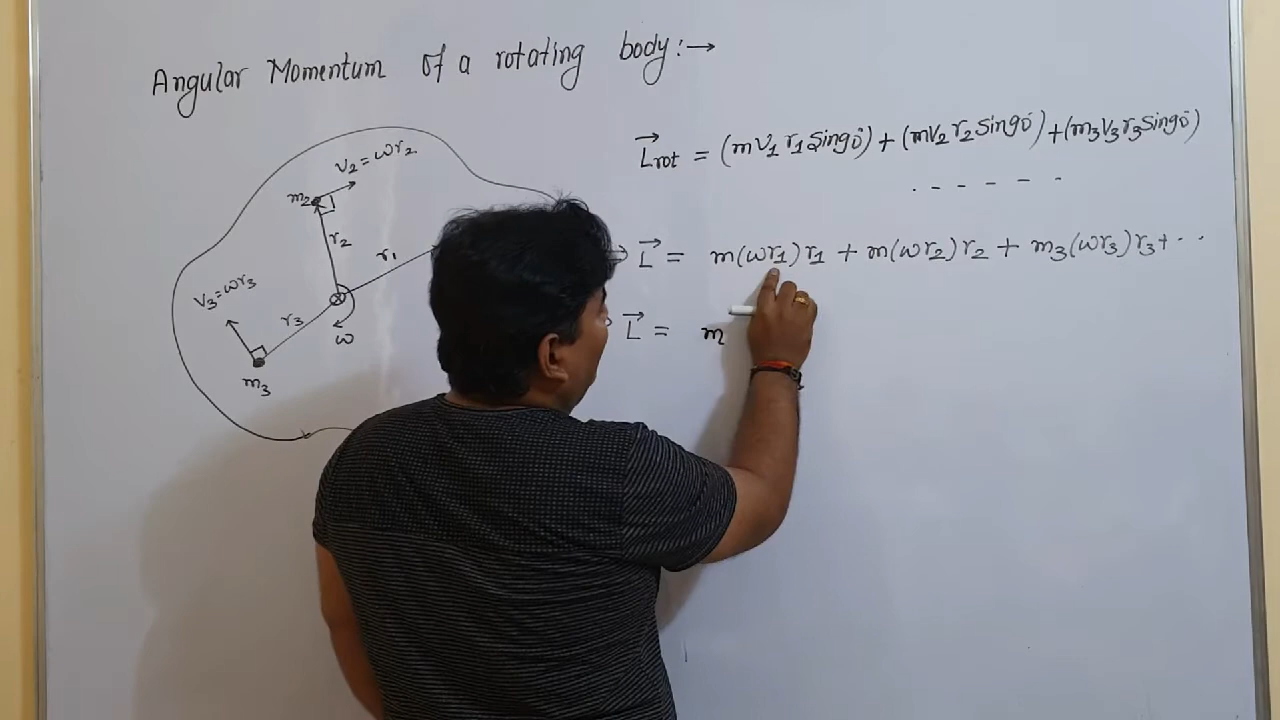 Angular Momentum of a rotating body:→
L⃗rot = (mv₁ r₁ Sin90°) + (mv₂ r₂ Sin90°) + (m₃v₃r₃Sin90°)
. - - - - -
⇒ L⃗ = m(ωr₁)r₁ + m(ωr₂)r₂ + m₃(ωr₃)r₃+ ...
L⃗ = m
v₂ = ωr₂
m₂
r₂
r₁
v₃=ωr₃
r₃
ω
m₃